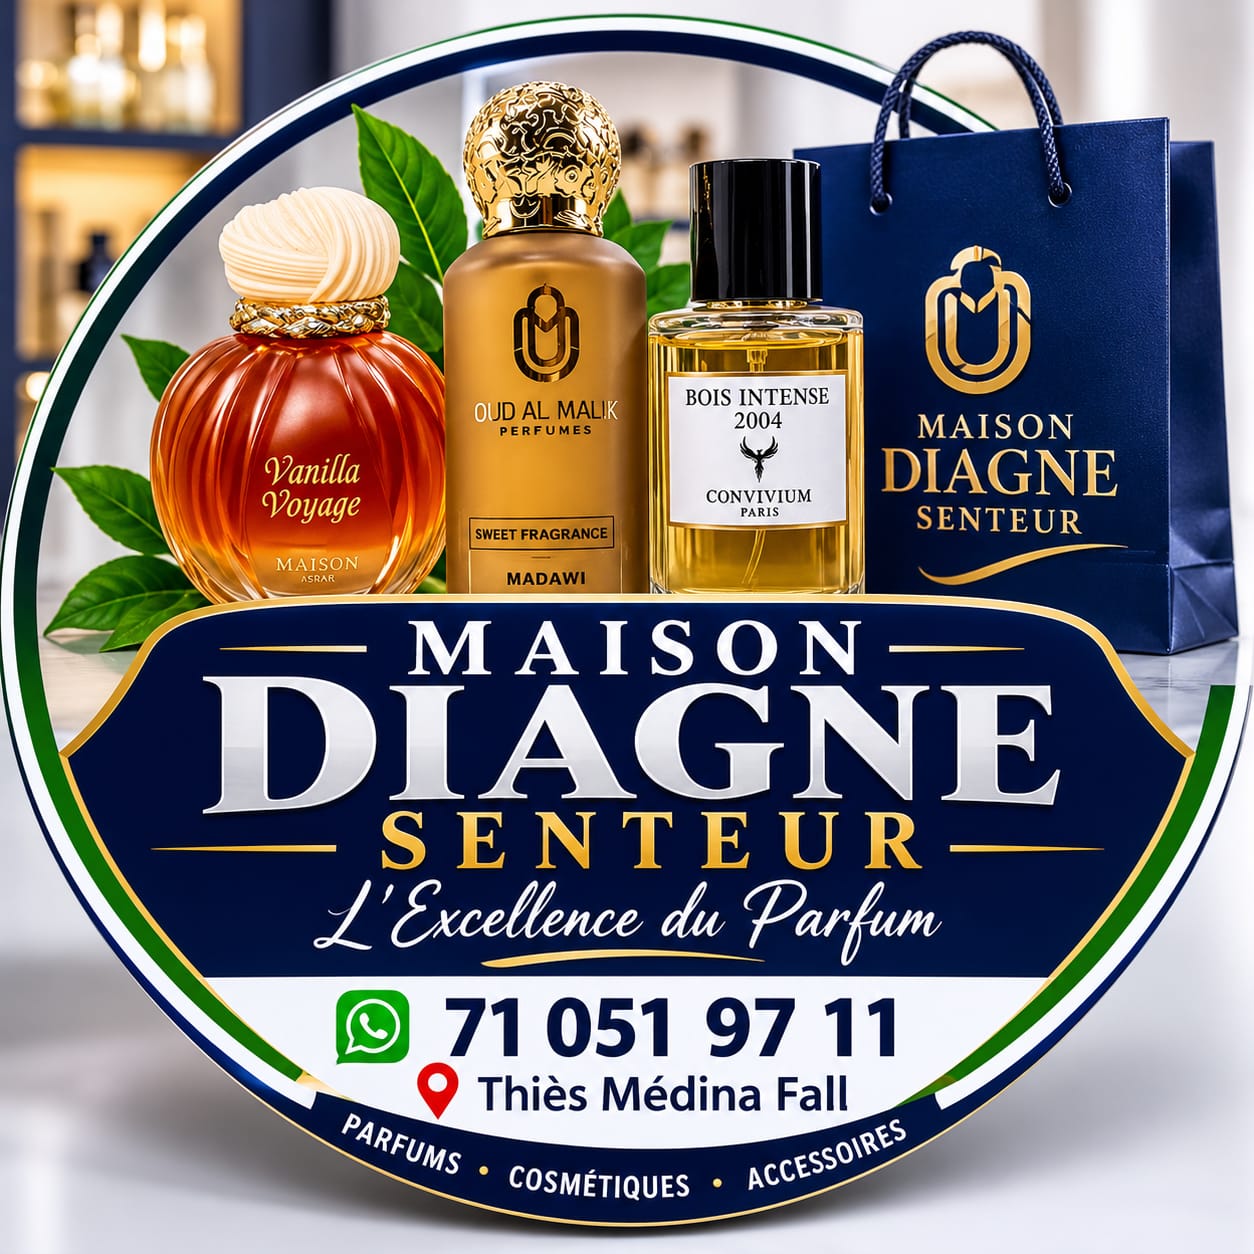 Vanilla
Voyage
MAISON
ASRAR
OUD AL MALIK
PERFUMES
SWEET FRAGRANCE
MADAWI
BOIS INTENSE
2004
CONVIVIUM
PARIS
MAISON
DIAGNE
SENTEUR
MAISON
DIAGNE
SENTEUR
L'Excellence du Parfum
71 051 97 11
Thiès Médina Fall
PARFUMS • COSMÉTIQUES • ACCESSOIRES